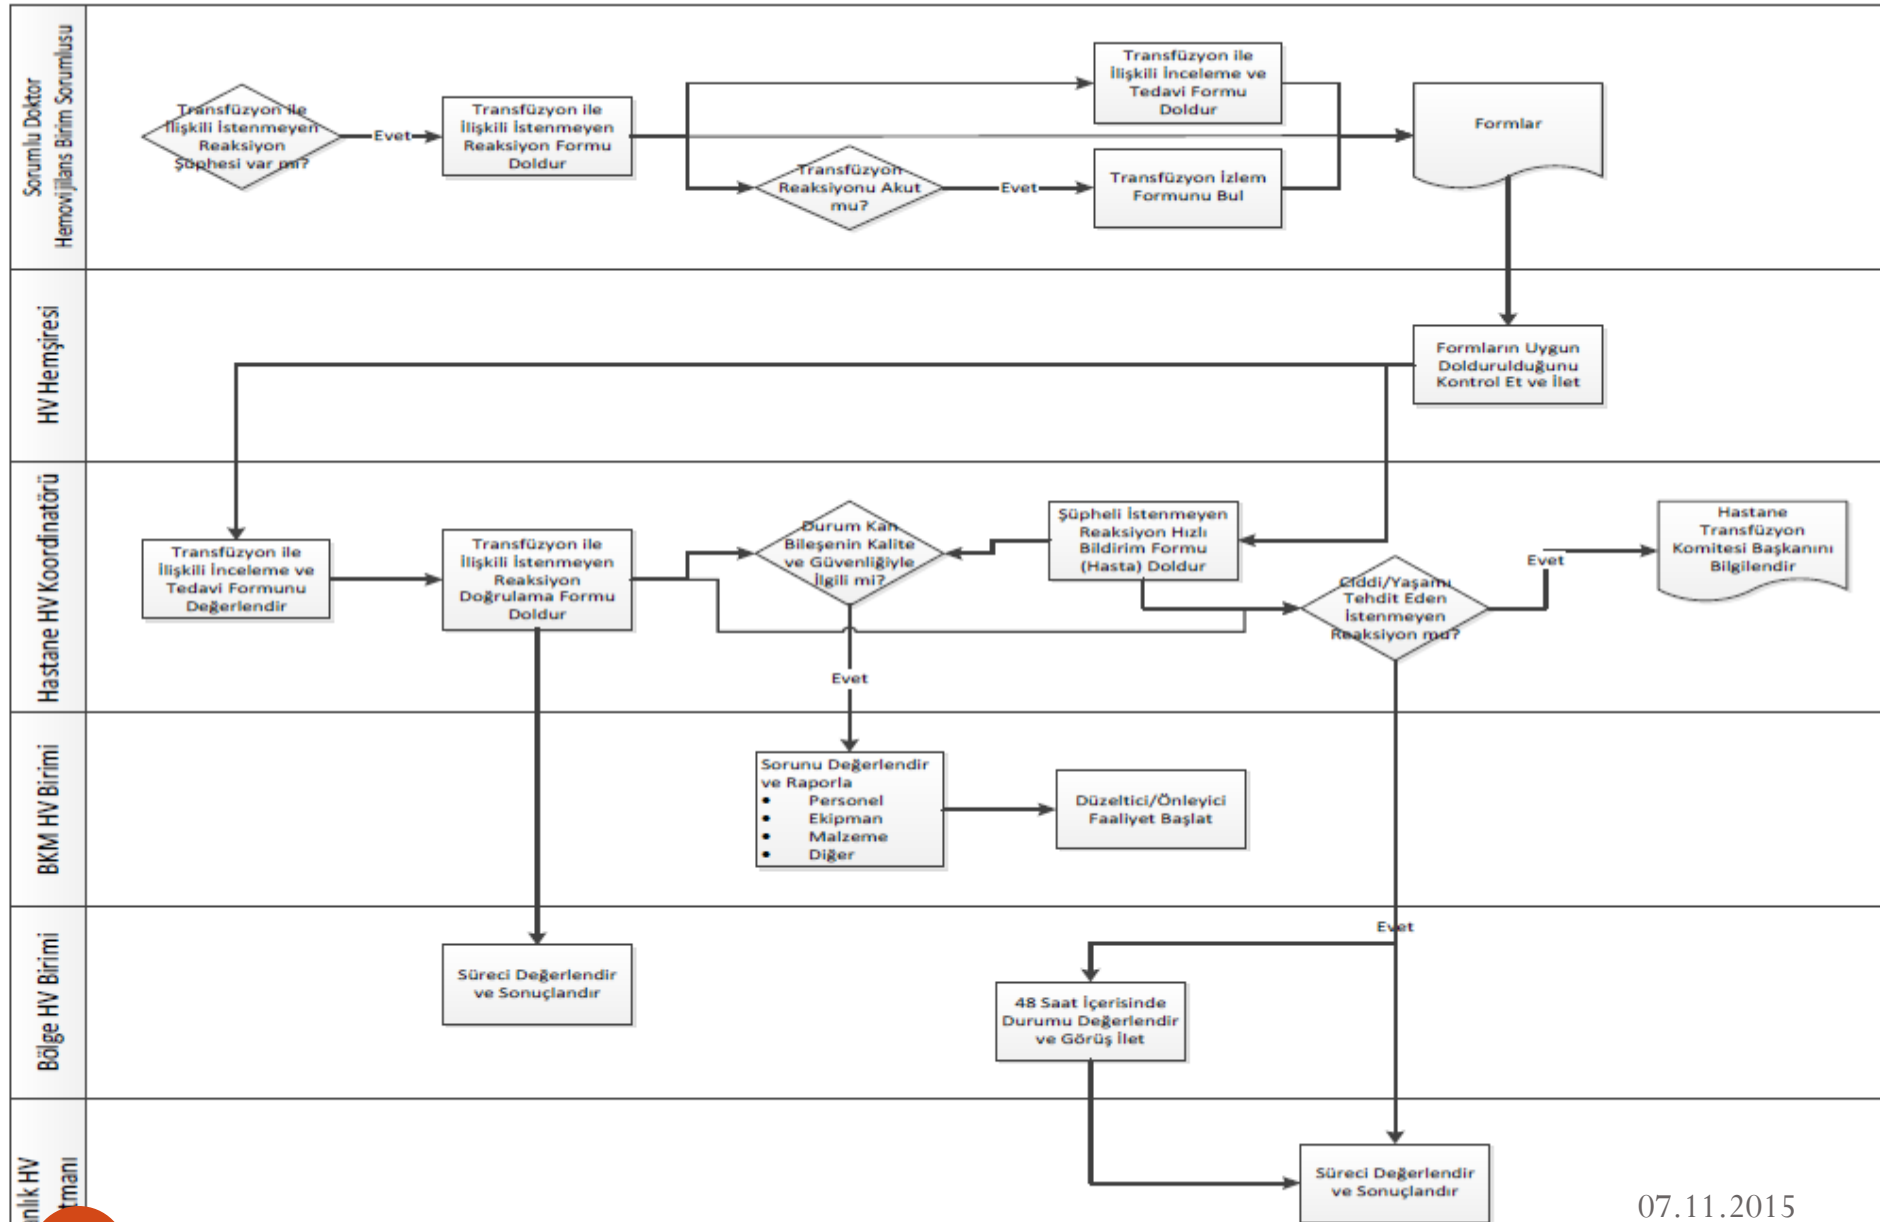 Sorumlu Doktor
Hemovijilans Birim Sorumlusu
Transfüzyon ile
İlişkili İstenmeyen
Reaksiyon
Şüphesi var mı?
Evet
Transfüzyon ile
İlişkili İstenmeyen
Reaksiyon Formu
Doldur
Transfüzyon ile
İlişkili İnceleme ve
Tedavi Formu
Doldur
Transfüzyon
Reaksiyonu Akut
mu?
Evet
Transfüzyon İzlem
Formunu Bul
Formlar
HV Hemşiresi
Formların Uygun
Doldurulduğunu
Kontrol Et ve İlet
Hastane HV Koordinatörü
Transfüzyon ile
İlişkili İnceleme ve
Tedavi Formunu
Değerlendir
Transfüzyon ile
İlişkili İstenmeyen
Reaksiyon
Doğrulama Formu
Doldur
Durum Kan
Bileşenin Kalite
ve Güvenliğiyle
İlgili mi?
Evet
Şüpheli İstenmeyen
Reaksiyon Hızlı
Bildirim Formu
(Hasta) Doldur
Ciddi/Yaşamı
Tehdit Eden
İstenmeyen
Reaksiyon mu?
Evet
Hastane
Transfüzyon
Komitesi Başkanını
Bilgilendir
BKM HV Birimi
Sorunu Değerlendir
ve Raporla
• Personel
• Ekipman
• Malzeme
• Diğer
Düzeltici/Önleyici
Faaliyet Başlat
Bölge HV Birimi
Süreci Değerlendir
ve Sonuçlandır
Evet
48 Saat İçerisinde
Durumu Değerlendir
ve Görüş İlet
anlık HV
tmanı
Süreci Değerlendir
ve Sonuçlandır
07.11.2015